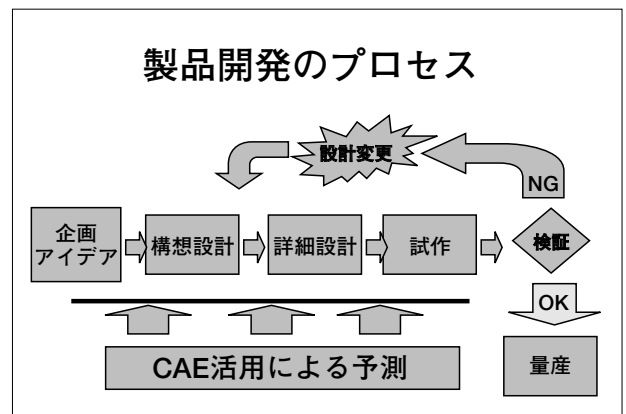 製品開発のプロセス
設計変更
NG
企画
アイデア
構想設計
詳細設計
試作
検証
OK
CAE活用による予測
量産